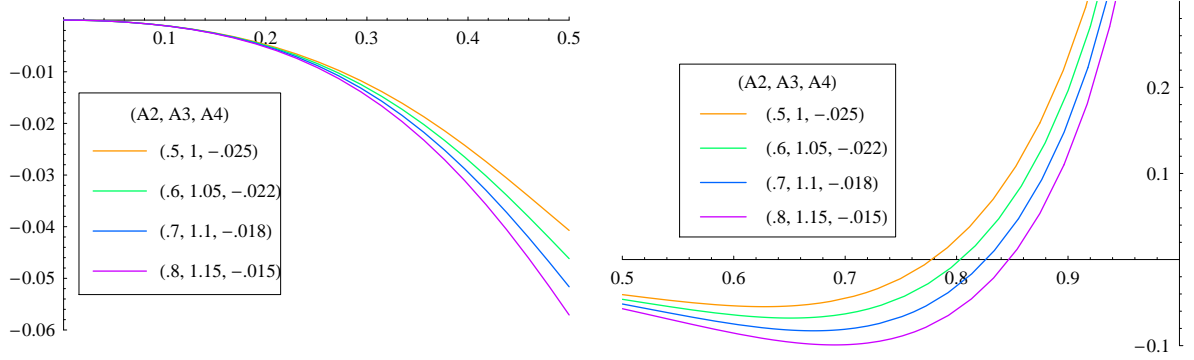 0.1 0.2 0.3 0.4 0.5
−0.01
−0.02
−0.03
−0.04
−0.05
−0.06
(A2, A3, A4)
(.5, 1, −.025)
(.6, 1.05, −.022)
(.7, 1.1, −.018)
(.8, 1.15, −.015)
0.2
0.1
−0.1
0.5 0.6 0.7 0.8 0.9
(A2, A3, A4)
(.5, 1, −.025)
(.6, 1.05, −.022)
(.7, 1.1, −.018)
(.8, 1.15, −.015)